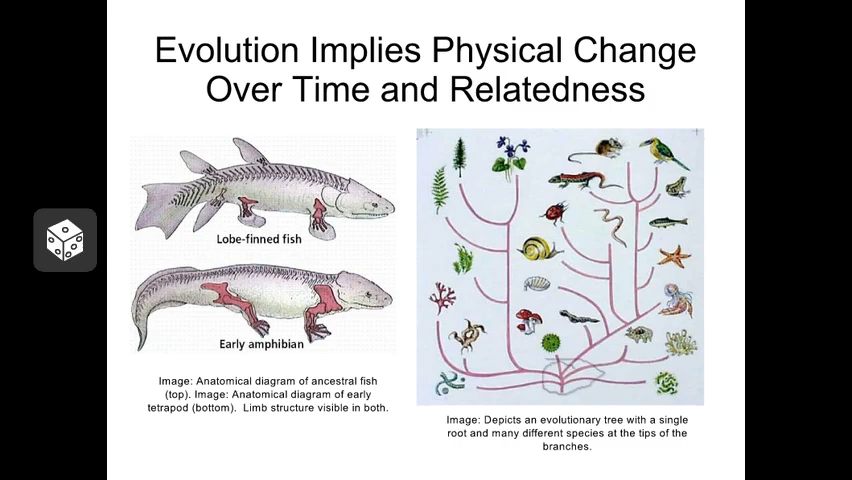 Evolution Implies Physical Change
Over Time and Relatedness
Lobe-finned fish
Early amphibian
Image: Anatomical diagram of ancestral fish
(top). Image: Anatomical diagram of early
tetrapod (bottom).  Limb structure visible in both.
Image: Depicts an evolutionary tree with a single
root and many different species at the tips of the
branches.